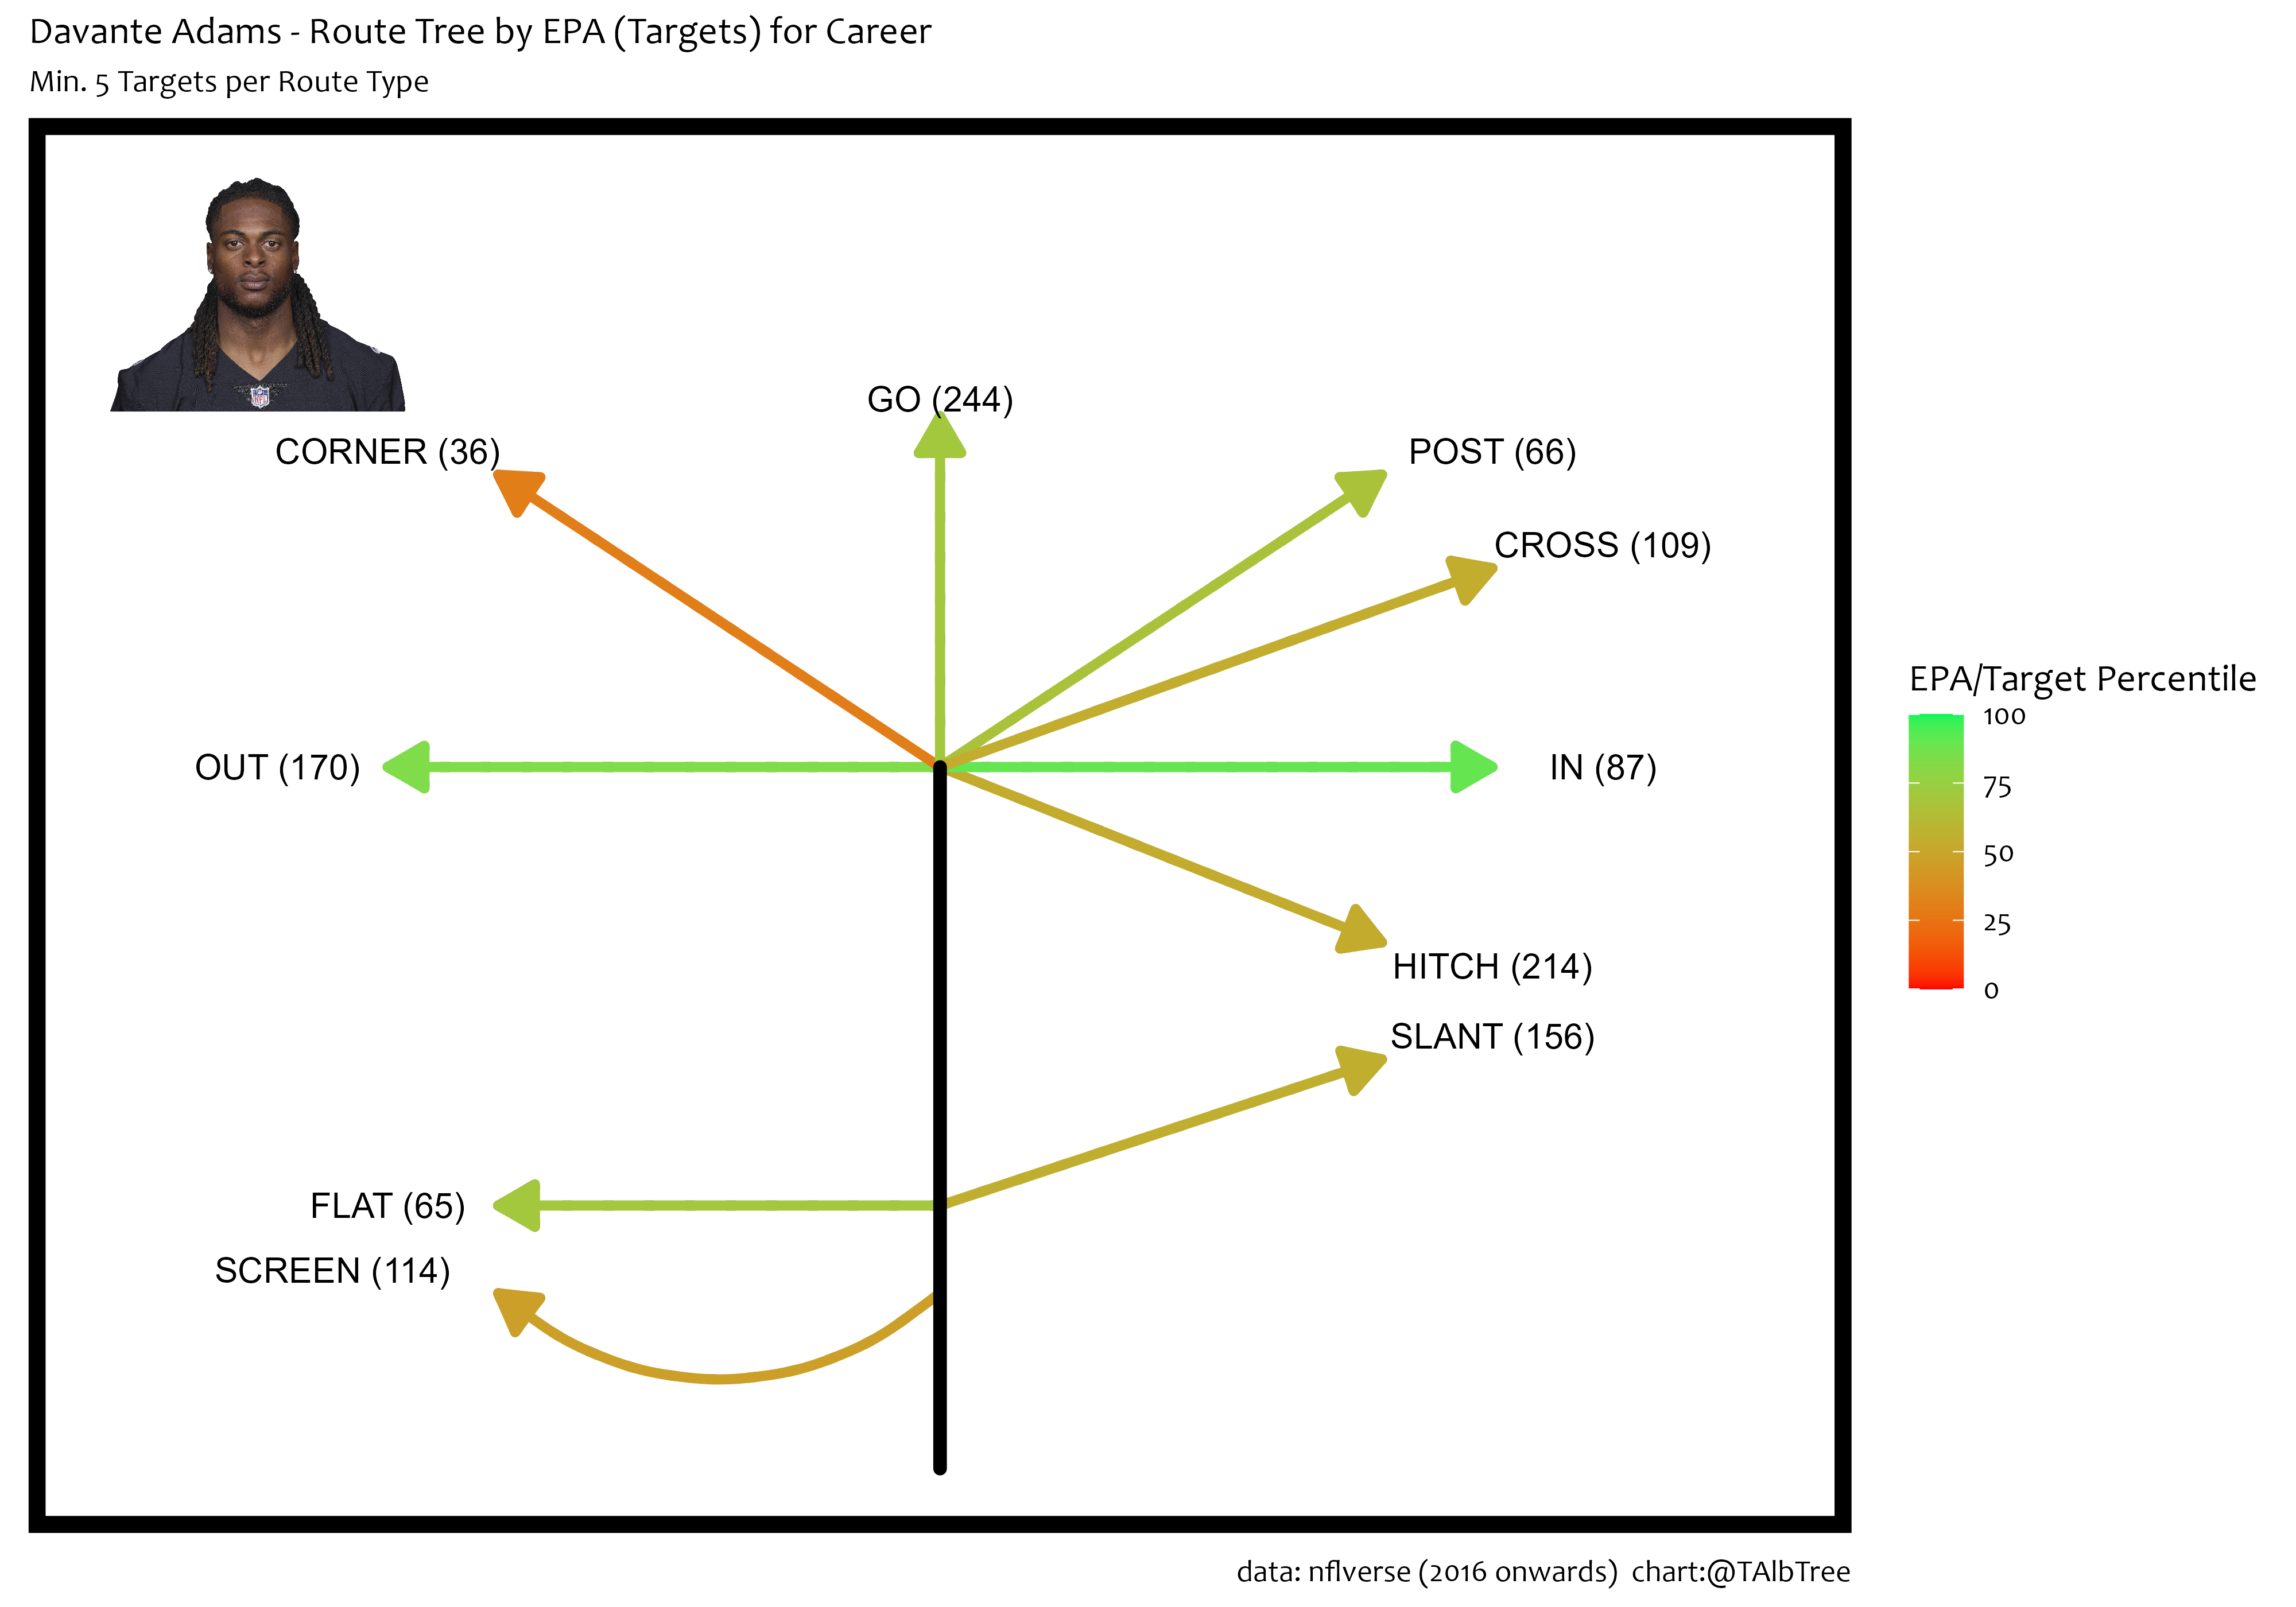 Davante Adams - Route Tree by EPA (Targets) for Career
Min. 5 Targets per Route Type
GO (244)
CORNER (36)
POST (66)
CROSS (109)
OUT (170)
IN (87)
HITCH (214)
SLANT (156)
FLAT (65)
SCREEN (114)
EPA/Target Percentile
100
75
50
25
0
NFL
data: nflverse (2016 onwards)  chart:@TAlbTree